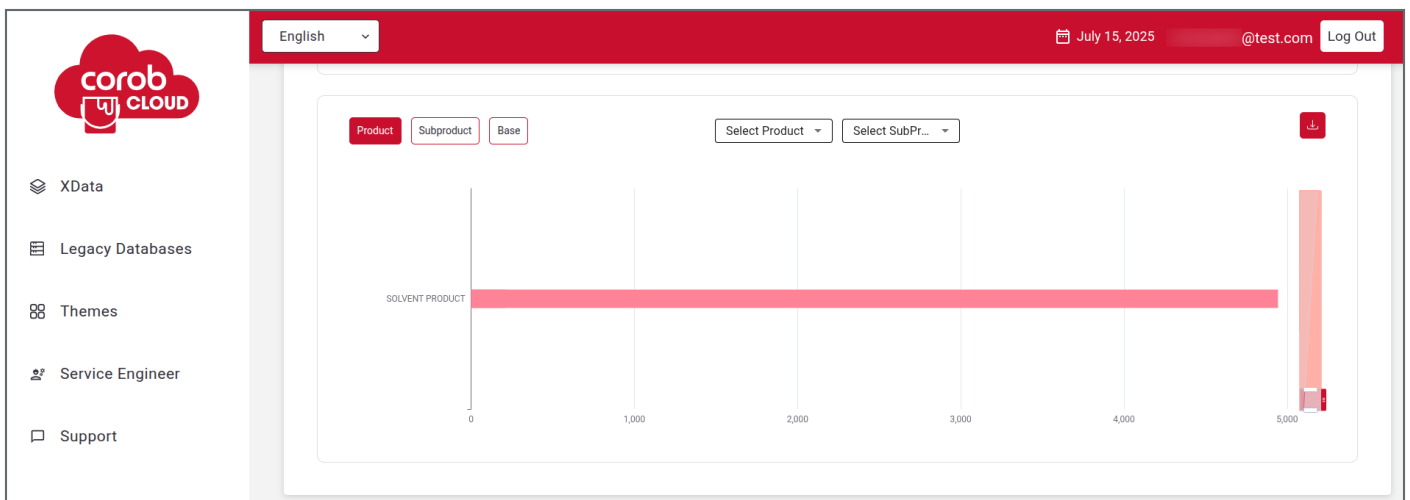 corob
CLOUD
English
July 15, 2025
@test.com
Log Out
XData
Legacy Databases
Themes
Service Engineer
Support
Product
Subproduct
Base
Select Product
Select SubPr...
SOLVENT PRODUCT
0
1,000
2,000
3,000
4,000
5,000